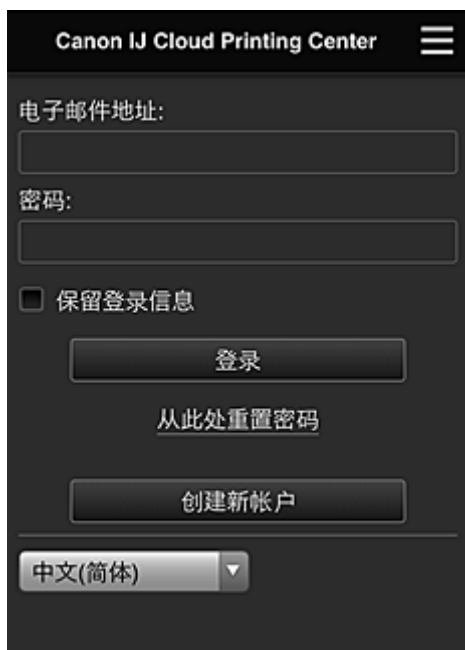 Canon IJ Cloud Printing Center
电子邮件地址:
密码:
保留登录信息
登录
从此处重置密码
创建新帐户
中文(简体)